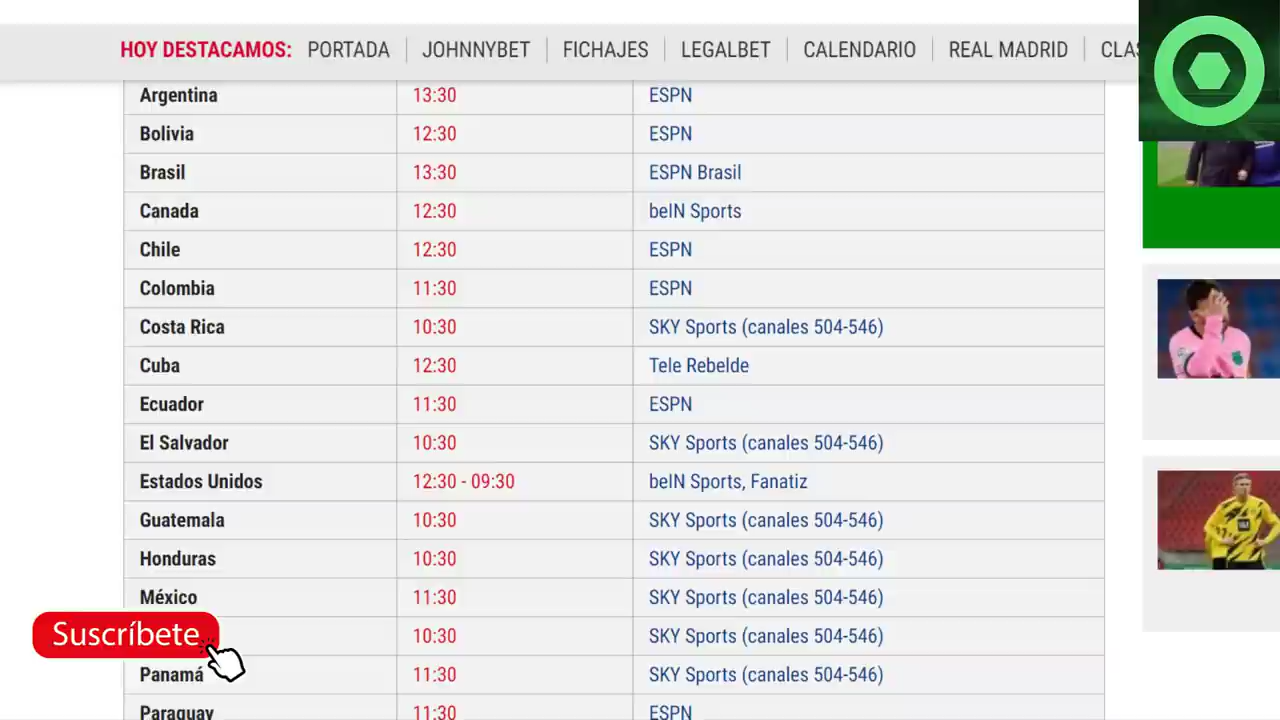 HOY DESTACAMOS: PORTADA JOHNNYBET FICHAJES LEGALBET CALENDARIO REAL MADRID
Argentina 13:30 ESPN
Bolivia 12:30 ESPN
Brasil 13:30 ESPN Brasil
Canada 12:30 beIN Sports
Chile 12:30 ESPN
Colombia 11:30 ESPN
Costa Rica 10:30 SKY Sports (canales 504-546)
Cuba 12:30 Tele Rebelde
Ecuador 11:30 ESPN
El Salvador 10:30 SKY Sports (canales 504-546)
Estados Unidos 12:30 - 09:30 beIN Sports, Fanatiz
Guatemala 10:30 SKY Sports (canales 504-546)
Honduras 10:30 SKY Sports (canales 504-546)
México 11:30 SKY Sports (canales 504-546)
Suscríbete 10:30 SKY Sports (canales 504-546)
Panamá 11:30 SKY Sports (canales 504-546)
Paraguay 11:30 ESPN